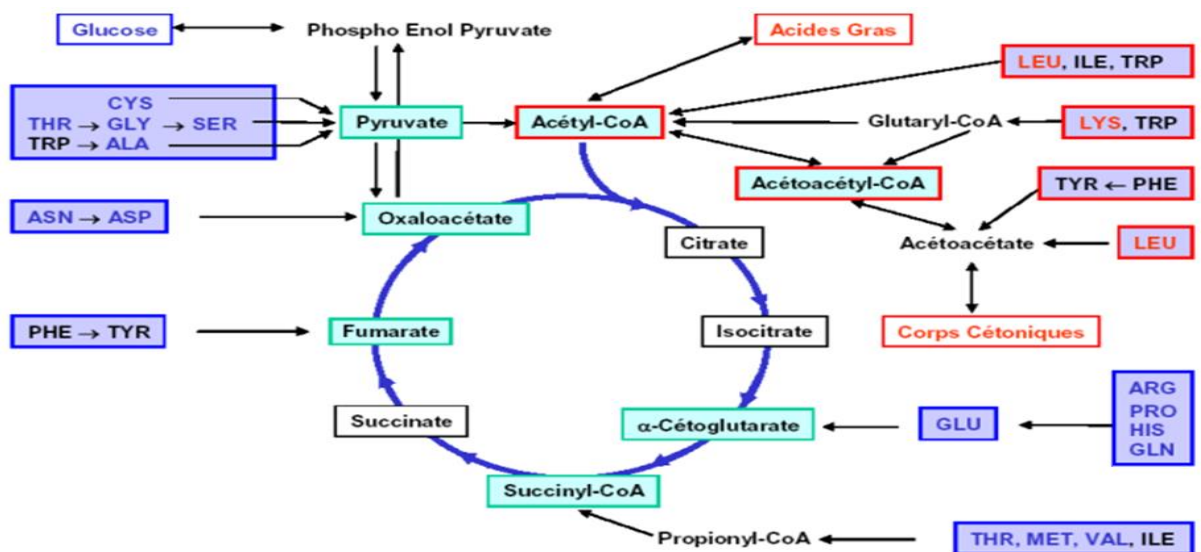 Glucose
Phospho Enol Pyruvate
Acides Gras
LEU, ILE, TRP
CYS
THR → GLY → SER
TRP → ALA
Pyruvate
Acétyl-CoA
Glutaryl-CoA
LYS, TRP
Acétoacétyl-CoA
TYR ← PHE
ASN → ASP
Oxaloacétate
Citrate
Acétoacétate
LEU
PHE → TYR
Fumarate
Isocitrate
Corps Cétoniques
Succinate
α-Cétoglutarate
GLU
ARG
PRO
HIS
GLN
Succinyl-CoA
Propionyl-CoA
THR, MET, VAL, ILE